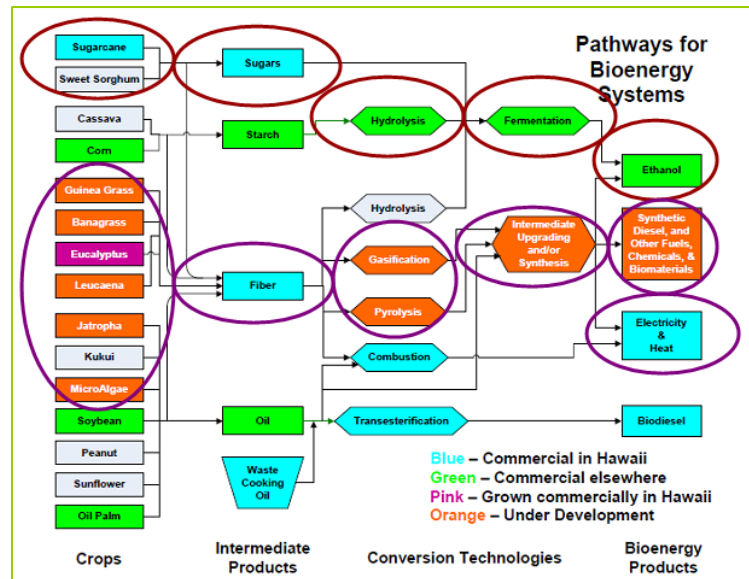 Pathways for
Bioenergy
Systems
Sugarcane
Sweet Sorghum
Cassava
Corn
Guinea Grass
Banagrass
Eucalyptus
Leucaena
Jatropha
Kukui
MicroAlgae
Soybean
Peanut
Sunflower
Oil Palm
Crops
Sugars
Starch
Fiber
Oil
Waste
Cooking
Oil
Intermediate
Products
Hydrolysis
Fermentation
Hydrolysis
Gasification
Pyrolysis
Combustion
Transesterification
Intermediate
Upgrading
and/or
Synthesis
Conversion Technologies
Ethanol
Synthetic
Diesel, and
Other Fuels,
Chemicals, &
Biomaterials
Electricity
&
Heat
Biodiesel
Blue – Commercial in Hawaii
Green – Commercial elsewhere
Pink – Grown commercially in Hawaii
Orange – Under Development
Bioenergy
Products